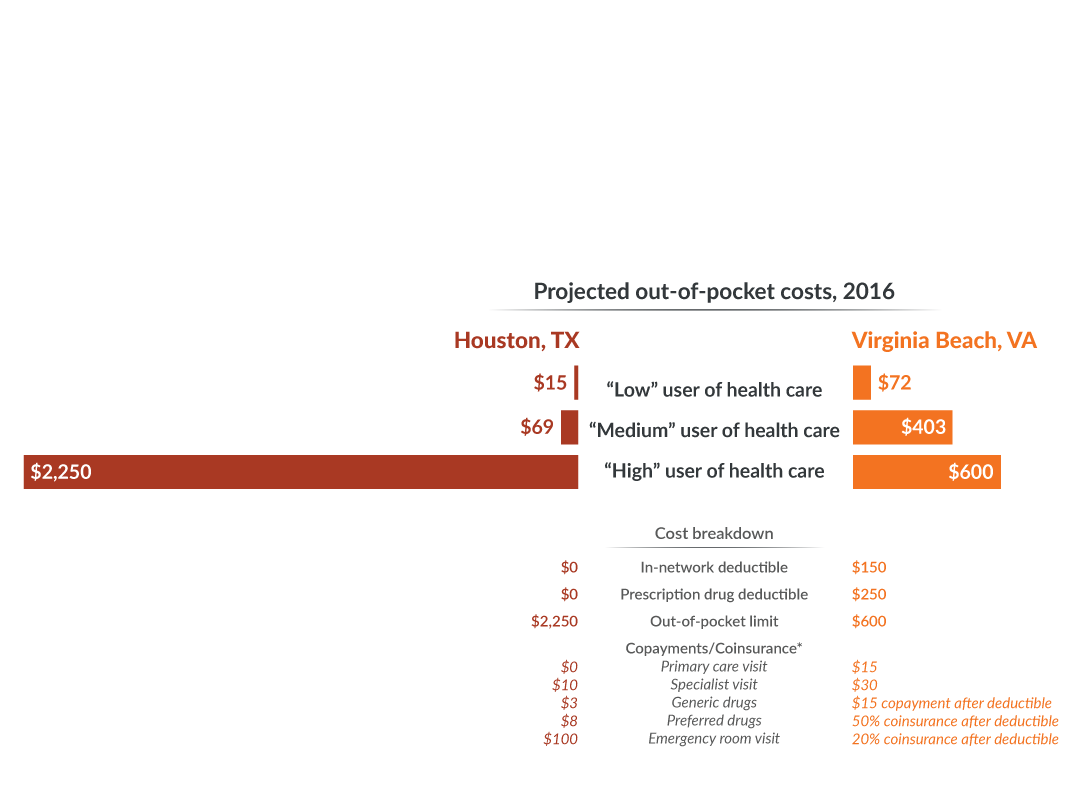 Projected out-of-pocket costs, 2016
Houston, TX Virginia Beach, VA
$15 “Low” user of health care $72
$69 “Medium” user of health care $403
$2,250 “High” user of health care $600
Cost breakdown
$0 In-network deductible $150
$0 Prescription drug deductible $250
$2,250 Out-of-pocket limit $600
Copayments/Coinsurance*
$0 Primary care visit $15
$10 Specialist visit $30
$3 Generic drugs $15 copayment after deductible
$8 Preferred drugs 50% coinsurance after deductible
$100 Emergency room visit 20% coinsurance after deductible